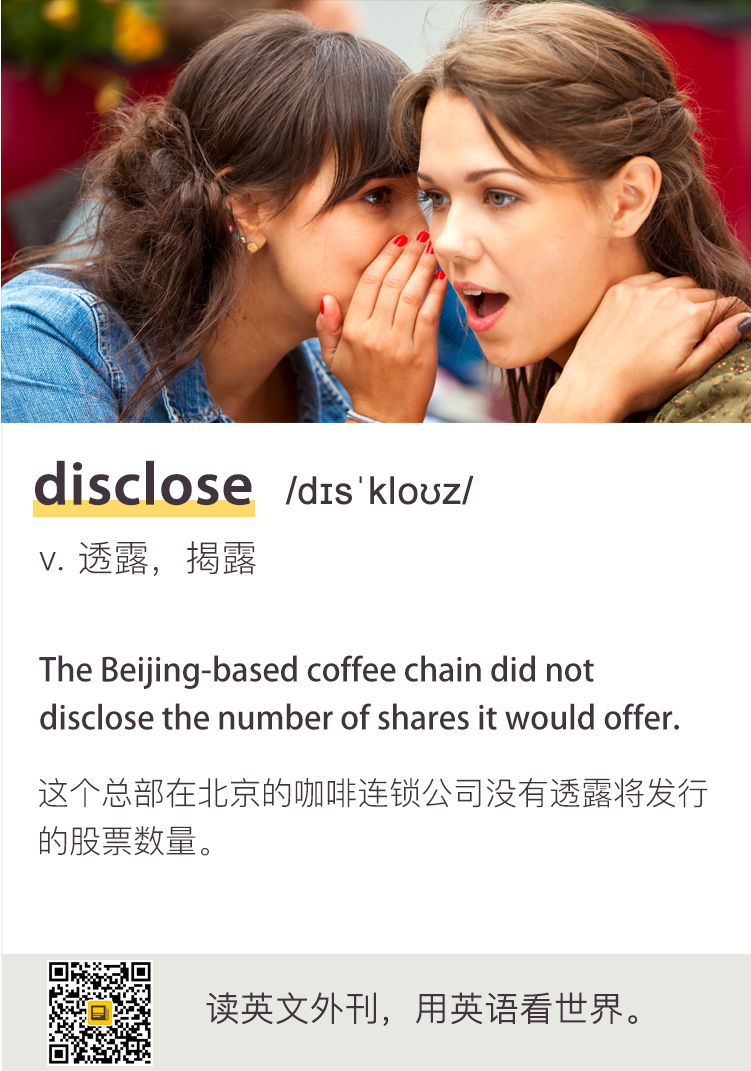 disclose /dɪsˈkloʊz/
v. 透露，揭露
The Beijing-based coffee chain did not
disclose the number of shares it would offer.
这个总部在北京的咖啡连锁公司没有透露将发行
的股票数量。
读英文外刊，用英语看世界。